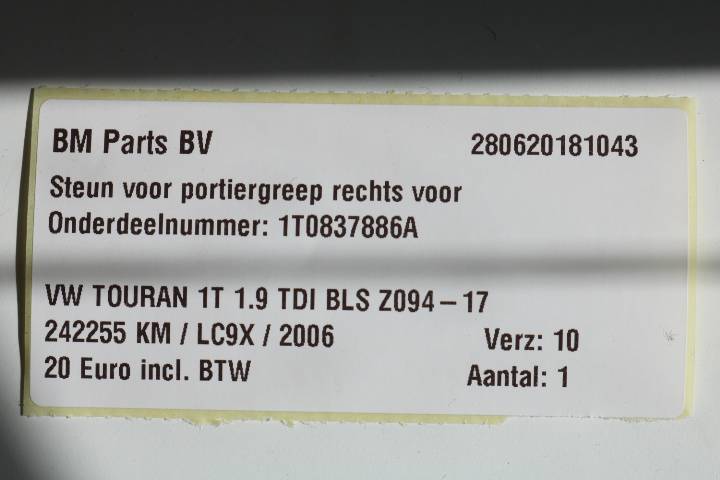 BM Parts BV 280620181043
Steun voor portiergreep rechts voor
Onderdeelnummer: 1T0837886A
VW TOURAN 1T 1.9 TDI BLS Z094-17
242255 KM / LC9X / 2006 Verz: 10
20 Euro incl. BTW Aantal: 1